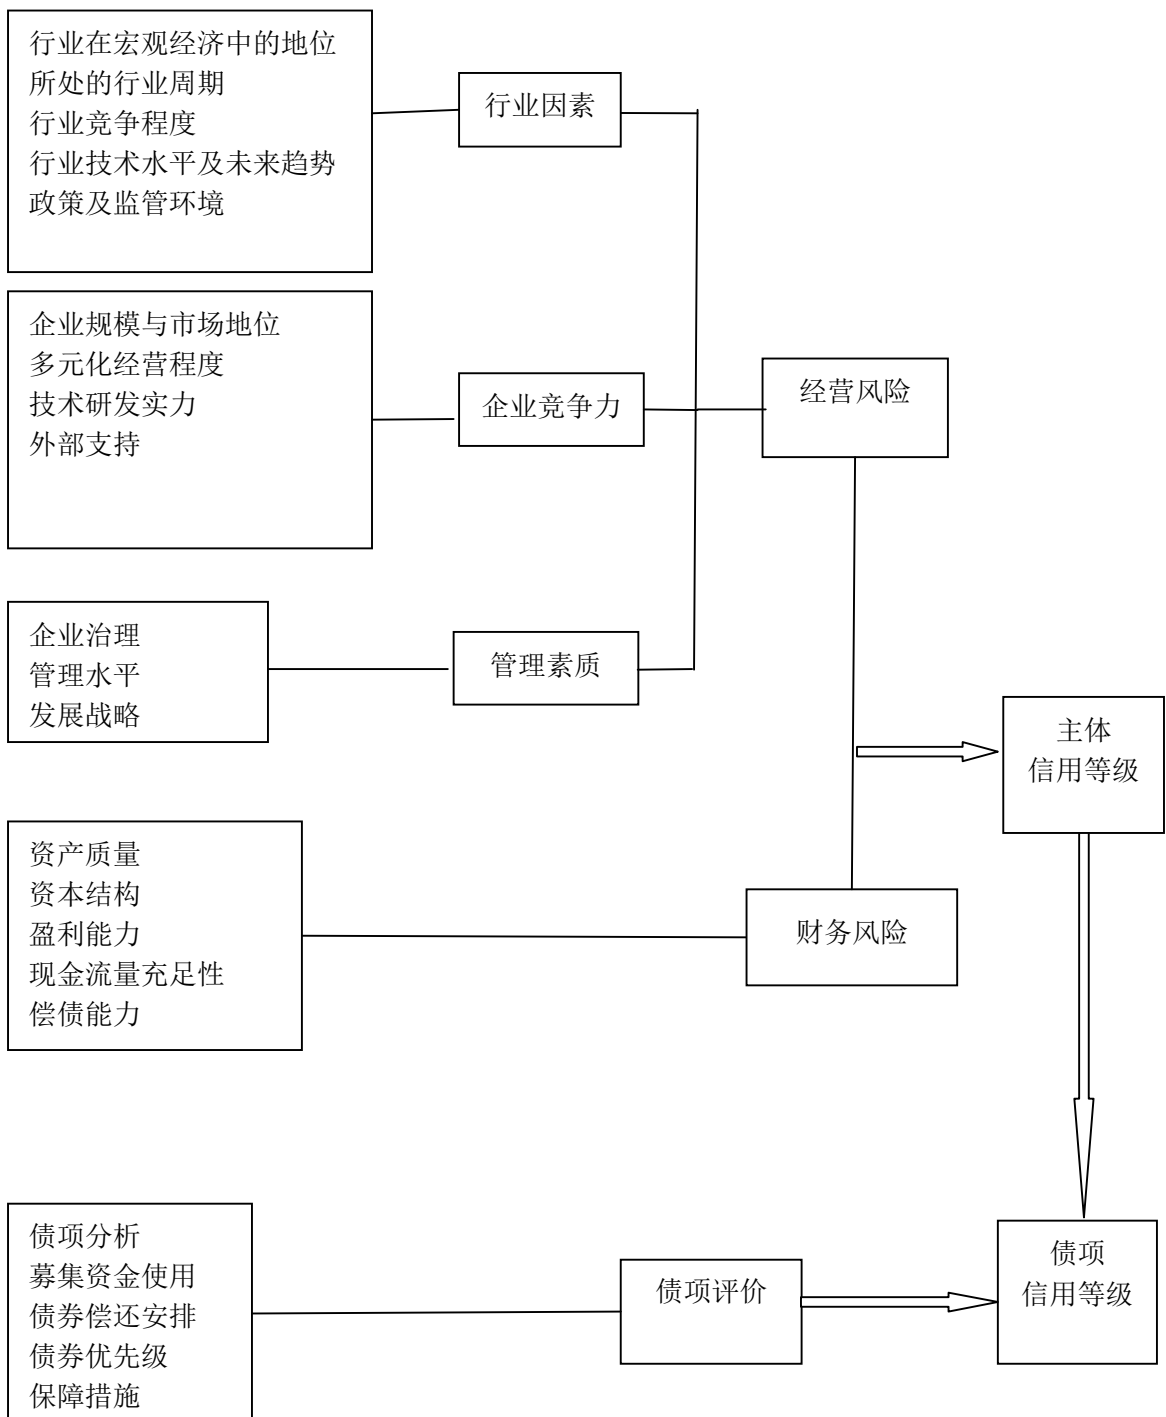 行业在宏观经济中的地位
所处的行业周期
行业竞争程度
行业技术水平及未来趋势
政策及监管环境
行业因素
企业规模与市场地位
多元化经营程度
技术研发实力
外部支持
企业竞争力
经营风险
企业治理
管理水平
发展战略
管理素质
主体
信用等级
资产质量
资本结构
盈利能力
现金流量充足性
偿债能力
财务风险
债项分析
募集资金使用
债券偿还安排
债券优先级
保障措施
债项评价
债项
信用等级